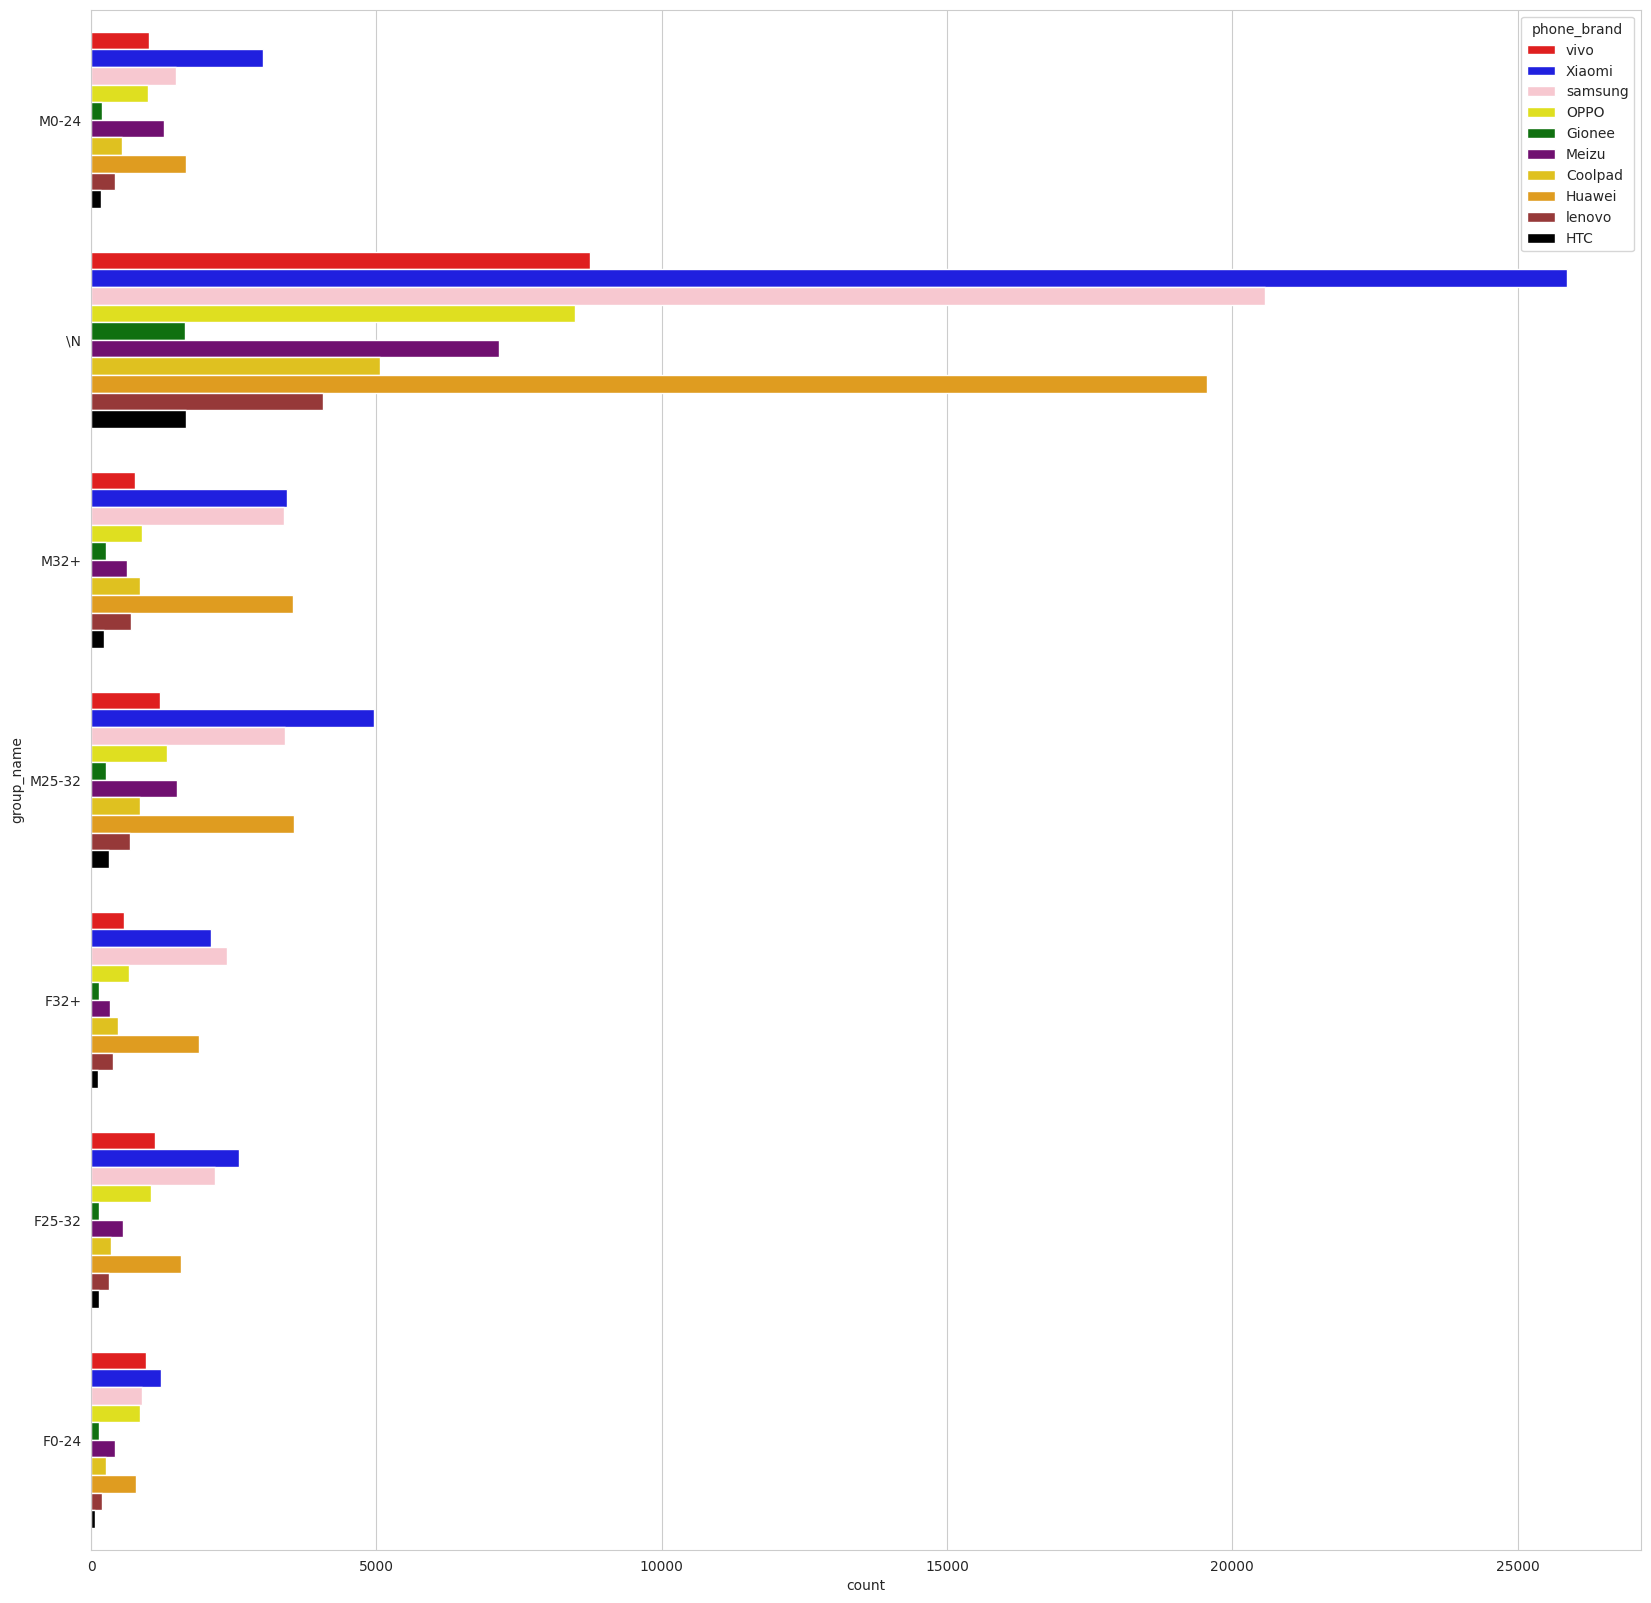 phone_brand
vivo
Xiaomi
samsung
OPPO
Gionee
Meizu
Coolpad
Huawei
lenovo
HTC
group_name
M0-24
\N
M32+
M25-32
F32+
F25-32
F0-24
0 5000 10000 15000 20000 25000
count